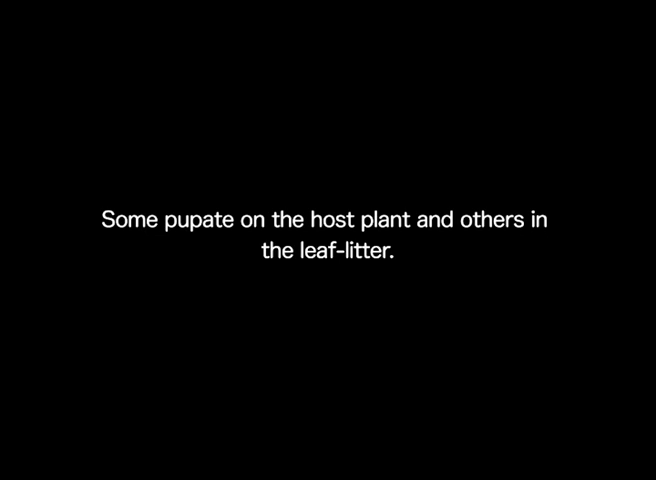 Some pupate on the host plant and others in
the leaf-litter.